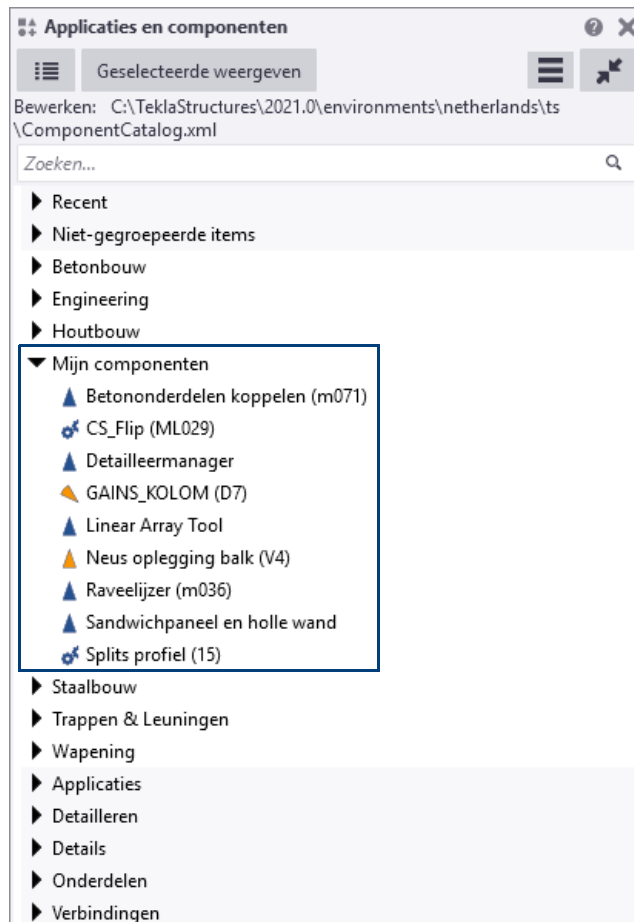 Applicaties en componenten
Geselecteerde weergeven
Bewerken: C:\TeklaStructures\2021.0\environments\netherlands\ts
\ComponentCatalog.xml
Zoeken...
Recent
Niet-gegroepeerde items
Betonbouw
Engineering
Houtbouw
Mijn componenten
Betononderdelen koppelen (m071)
CS_Flip (ML029)
Detailleermanager
GAINS_KOLOM (D7)
Linear Array Tool
Neus oplegging balk (V4)
Raveelijzer (m036)
Sandwichpaneel en holle wand
Splits profiel (15)
Staalbouw
Trappen & Leuningen
Wapening
Applicaties
Detailleren
Details
Onderdelen
Verbindingen